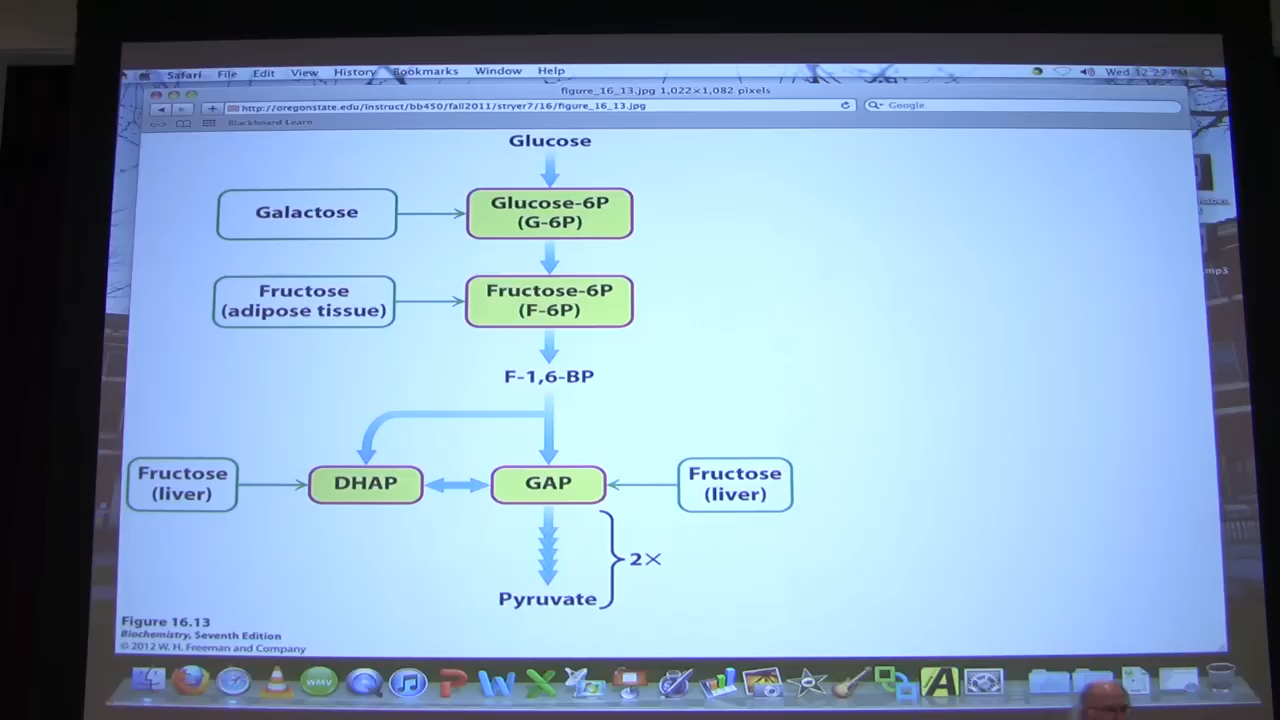 Safari File Edit View History Bookmarks Window Help Wed 12:27 PM
figure_16_13.jpg 1,022×1,082 pixels
http://oregonstate.edu/instruct/bb450/fall2011/stryer7/16/figure_16_13.jpg Google
Blackboard Learn
Glucose
Galactose
Glucose-6P
(G-6P)
Fructose
(adipose tissue)
Fructose-6P
(F-6P)
F-1,6-BP
Fructose
(liver)
DHAP
GAP
Fructose
(liver)
2×
Pyruvate
Figure 16.13
Biochemistry, Seventh Edition
© 2012 W. H. Freeman and Company
.mp3
WMV